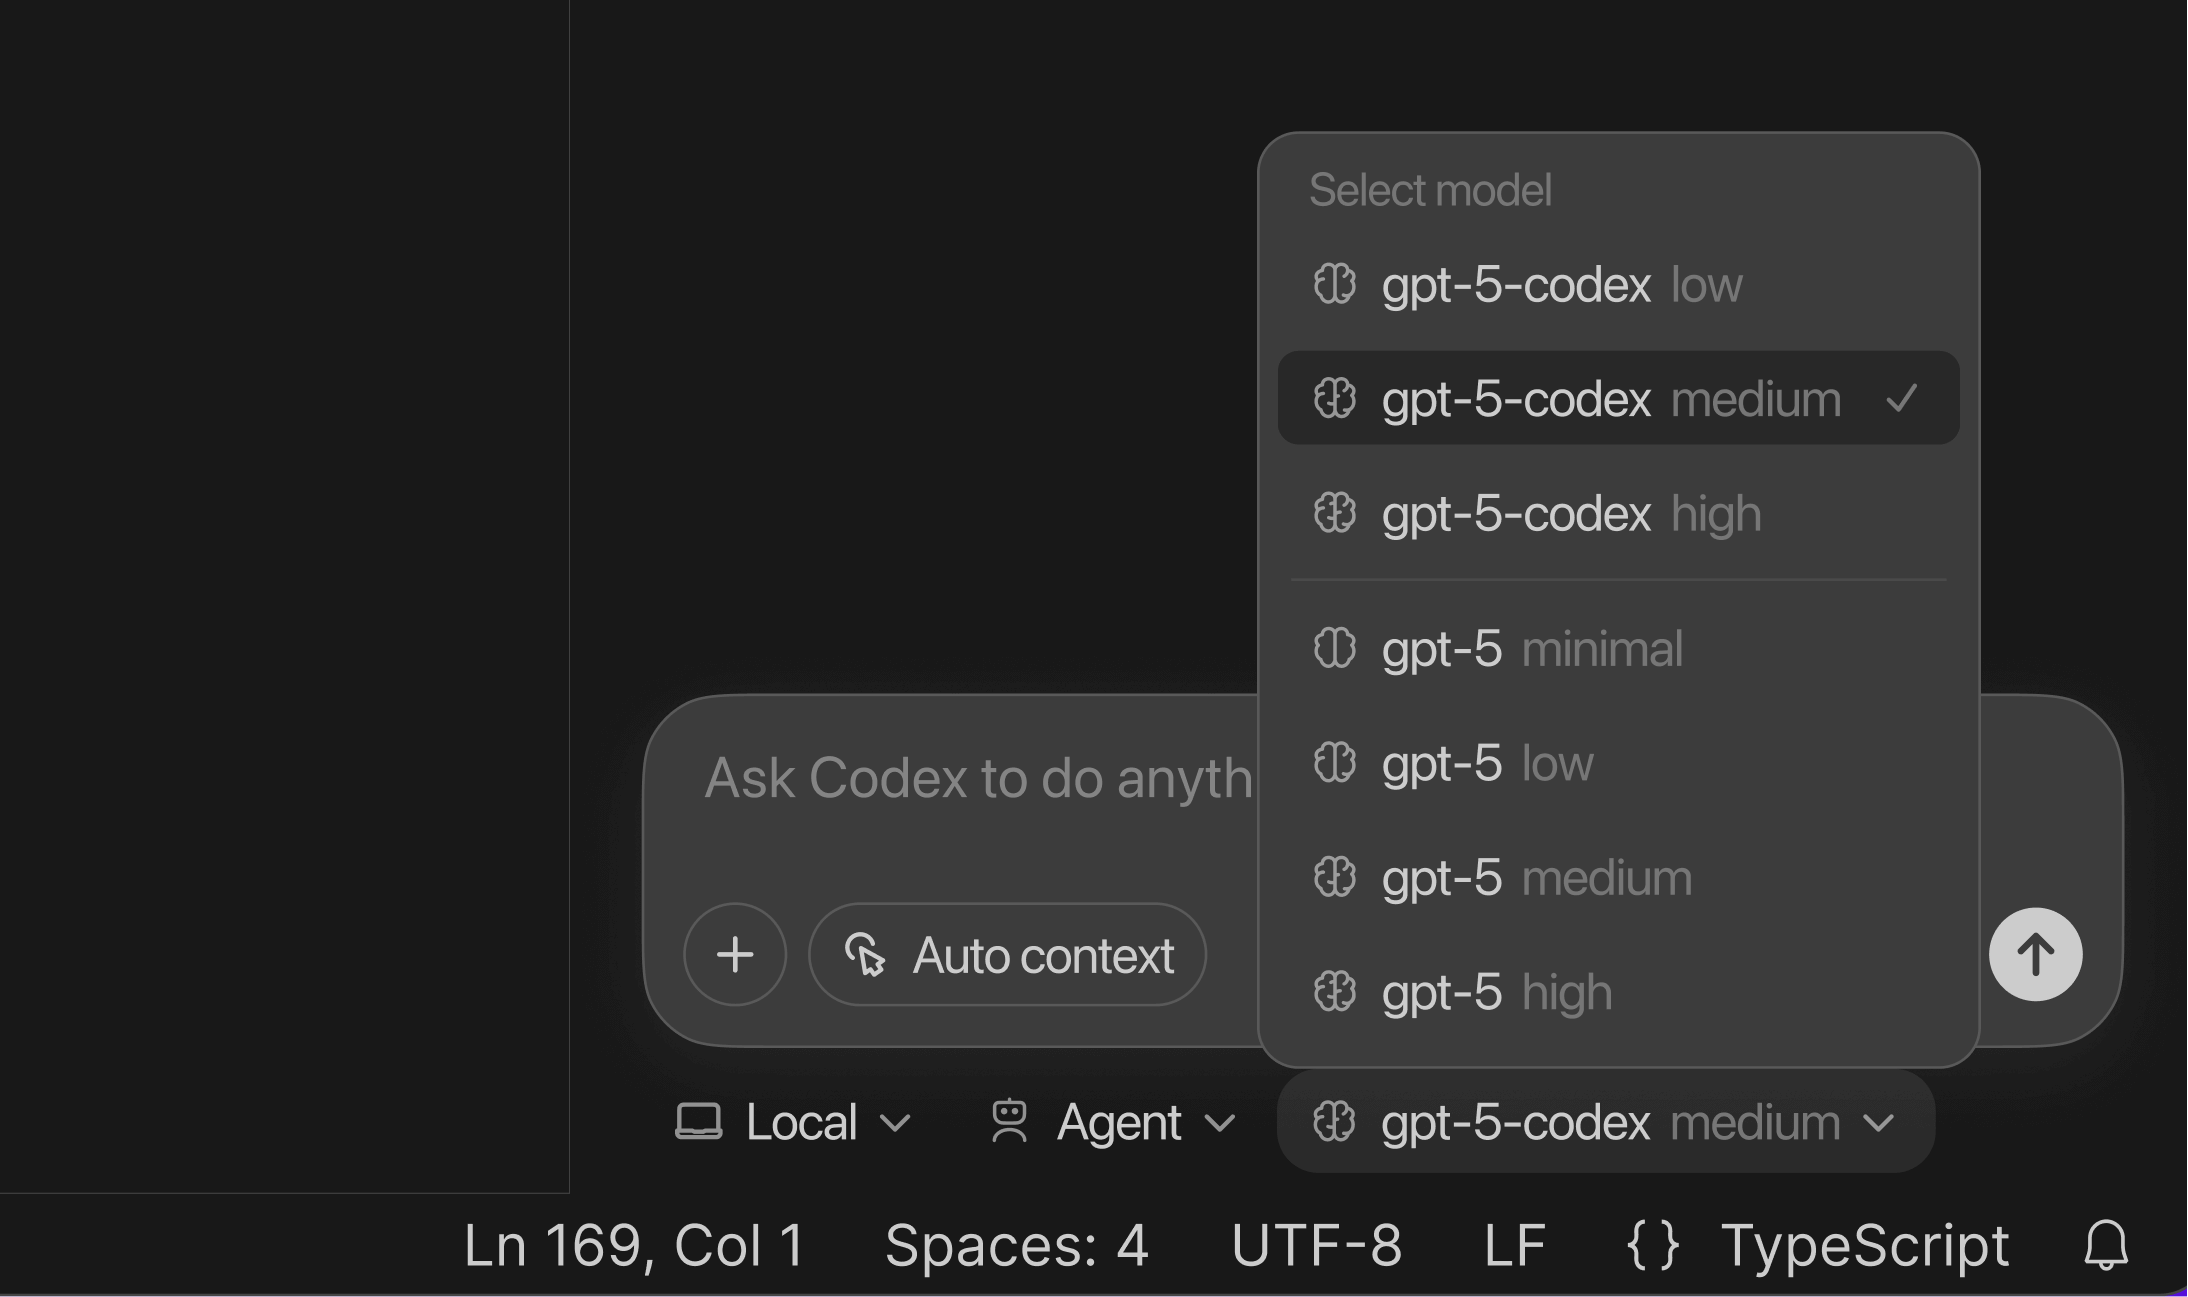 Select model
gpt-5-codex low
gpt-5-codex medium
gpt-5-codex high
gpt-5 minimal
gpt-5 low
gpt-5 medium
gpt-5 high
Ask Codex to do anyth
Auto context
Local Agent gpt-5-codex medium
Ln 169, Col 1 Spaces: 4 UTF-8 LF { } TypeScript